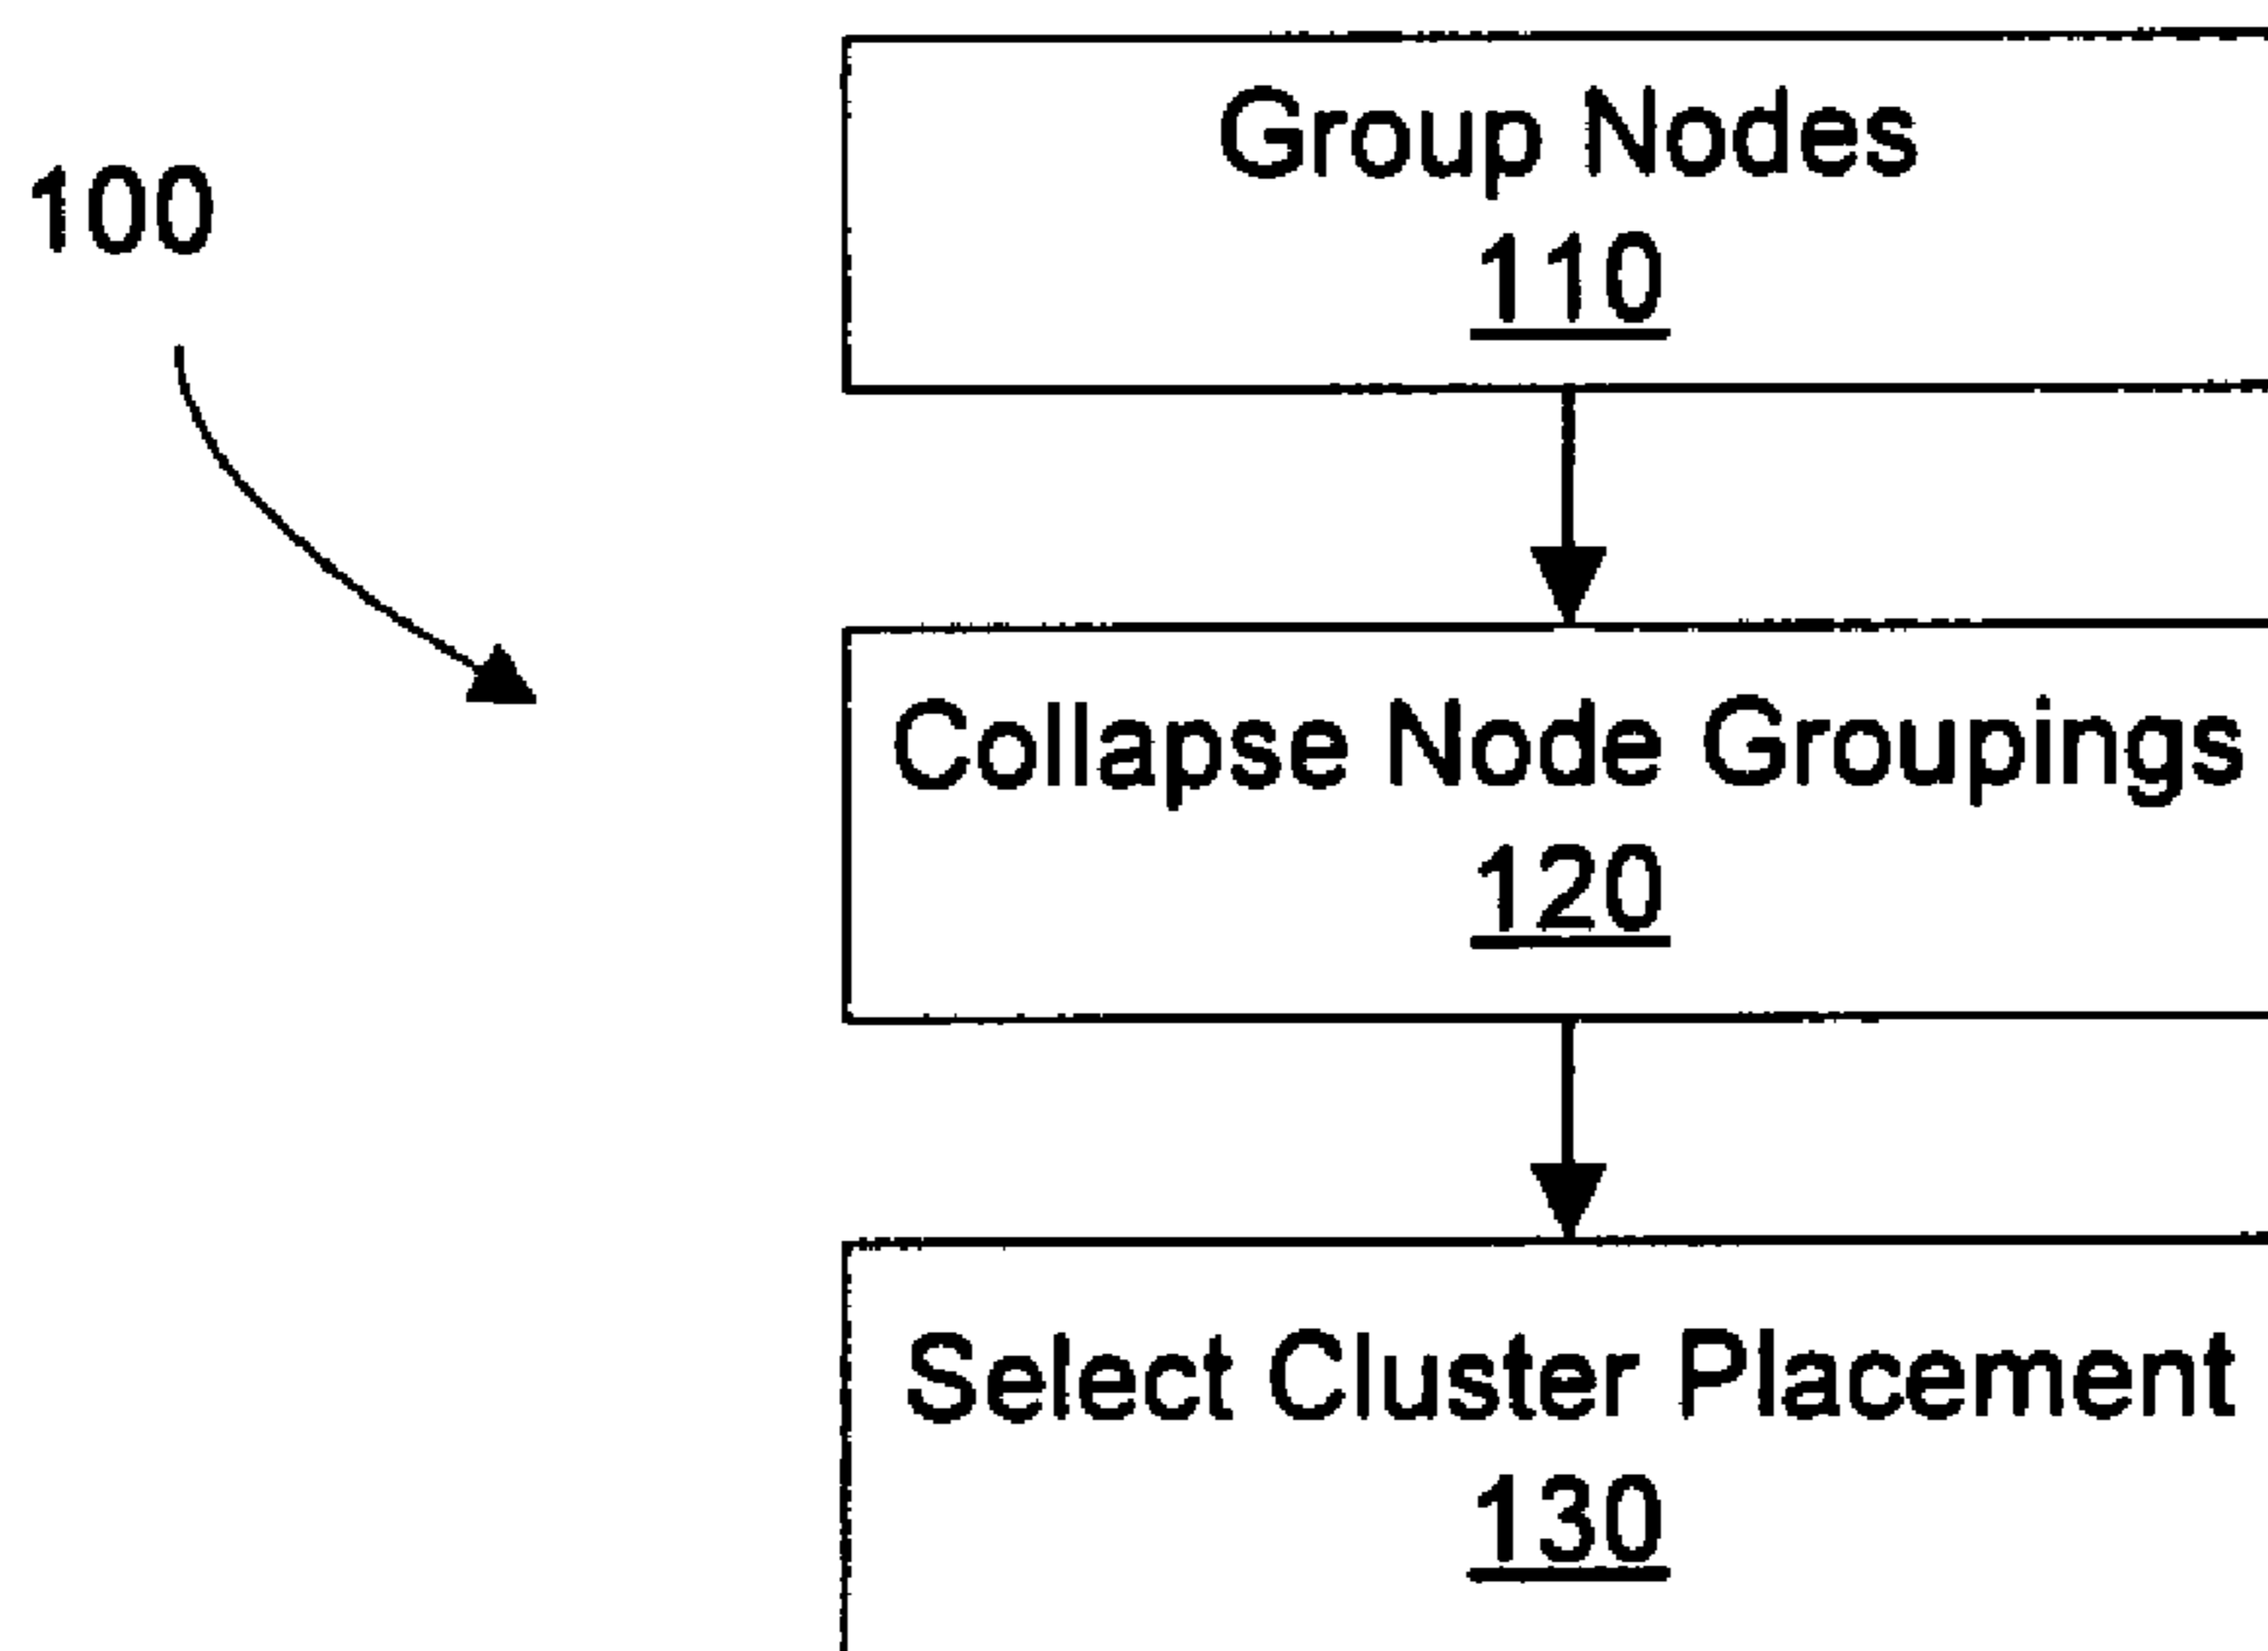 100
Group Nodes
110
Collapse Node Groupings
120
Select Cluster Placement
130